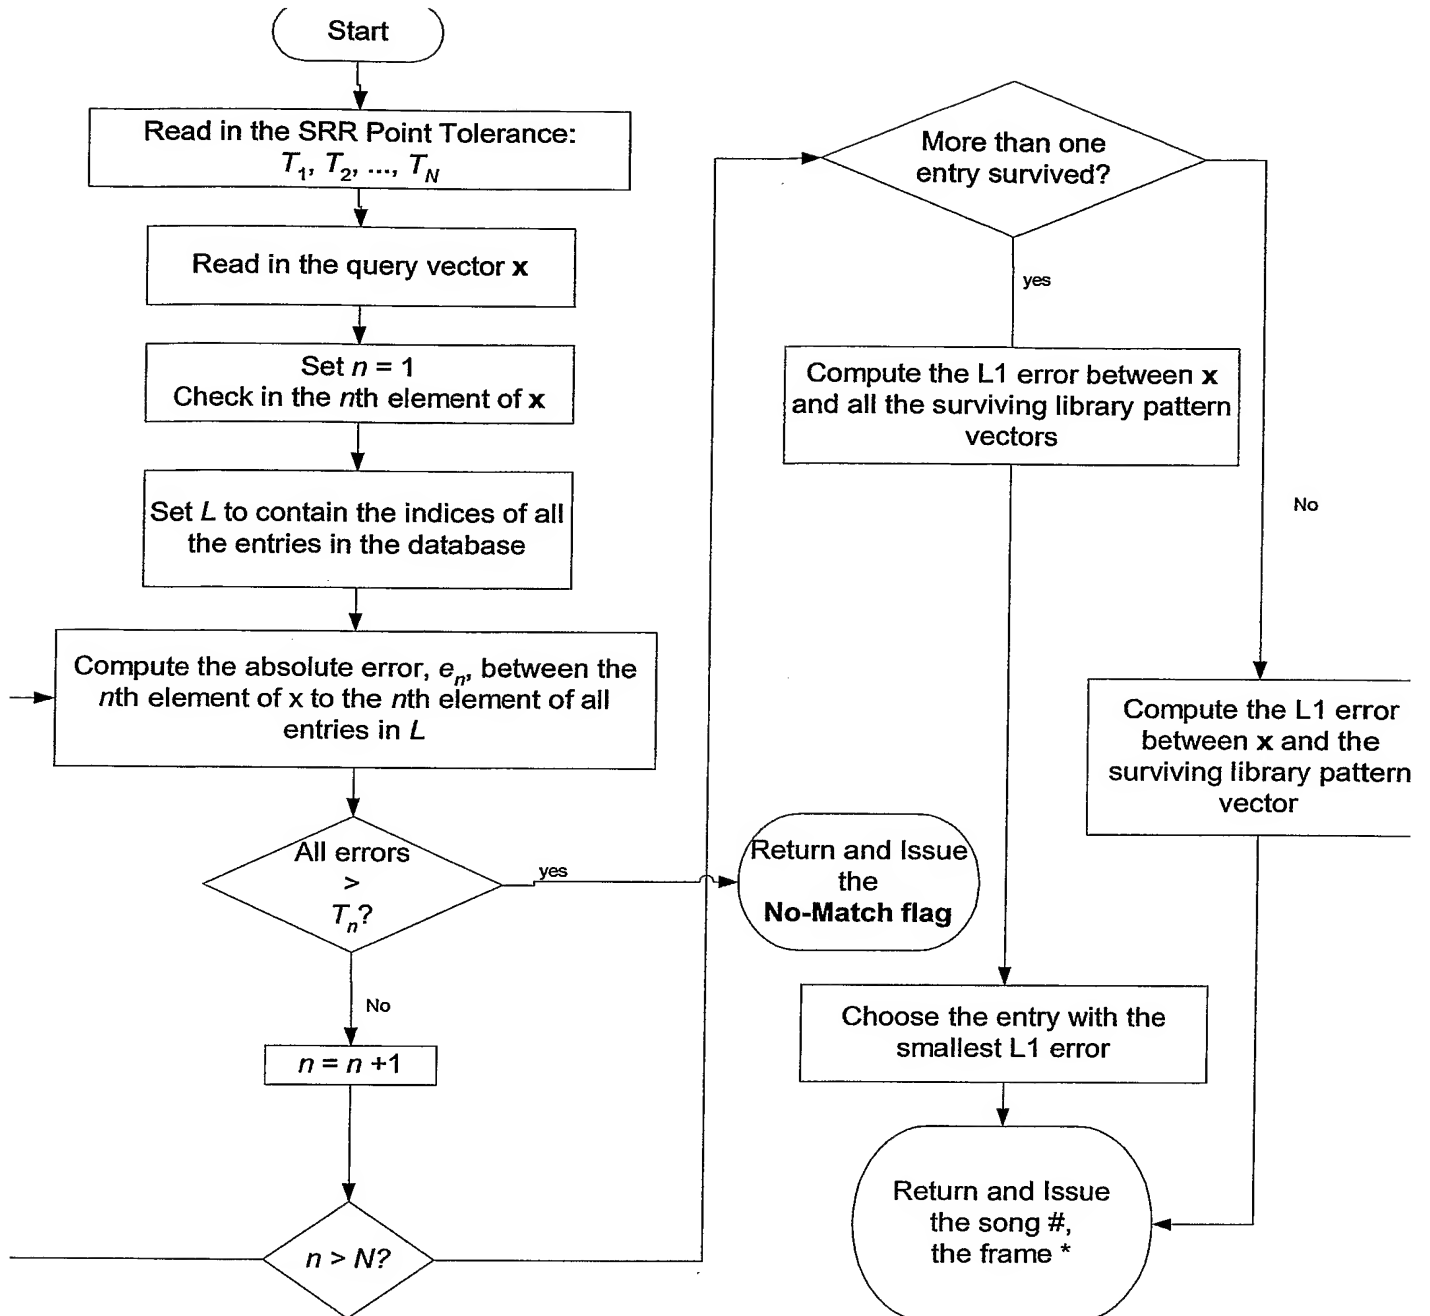 Start
Read in the SRR Point Tolerance:
T1, T2, ..., TN
Read in the query vector x
Set n = 1
Check in the nth element of x
Set L to contain the indices of all
the entries in the database
Compute the absolute error, en, between the
nth element of x to the nth element of all
entries in L
All errors
>
Tn?
yes
Return and Issue
the
No-Match flag
No
n = n +1
n > N?
More than one
entry survived?
yes
Compute the L1 error between x
and all the surviving library pattern
vectors
No
Compute the L1 error
between x and the
surviving library pattern
vector
Choose the entry with the
smallest L1 error
Return and Issue
the song #,
the frame *